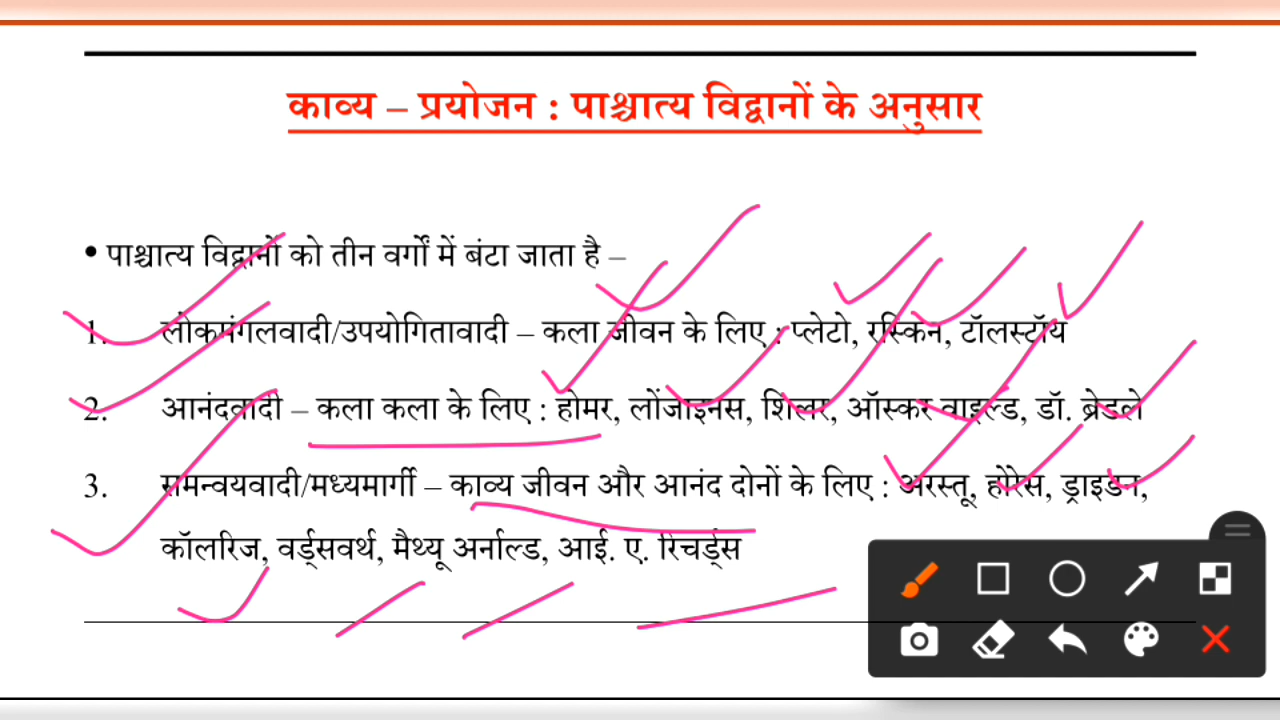 काव्य – प्रयोजन : पाश्चात्य विद्वानों के अनुसार
• पाश्चात्य विद्वानों को तीन वर्गों में बंटा जाता है –
1. लोकमंगलवादी/उपयोगितावादी – कला जीवन के लिए : प्लेटो, रस्किन, टॉलस्टॉय
2. आनंदवादी – कला कला के लिए : होमर, लोंजाइनस, शिलर, ऑस्कर वाइल्ड, डॉ. ब्रेडले
3. समन्वयवादी/मध्यमार्गी – काव्य जीवन और आनंद दोनों के लिए : अरस्तू, होरेस, ड्राइडन,
कॉलरिज, वर्ड्सवर्थ, मैथ्यू अर्नाल्ड, आई. ए. रिचर्ड्स